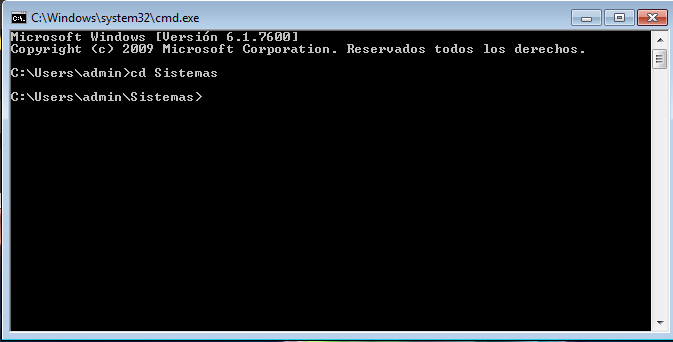 C:\Windows\system32\cmd.exe
Microsoft Windows [Versión 6.1.7600]
Copyright (c) 2009 Microsoft Corporation. Reservados todos los derechos.
C:\Users\admin>cd Sistemas
C:\Users\admin\Sistemas>